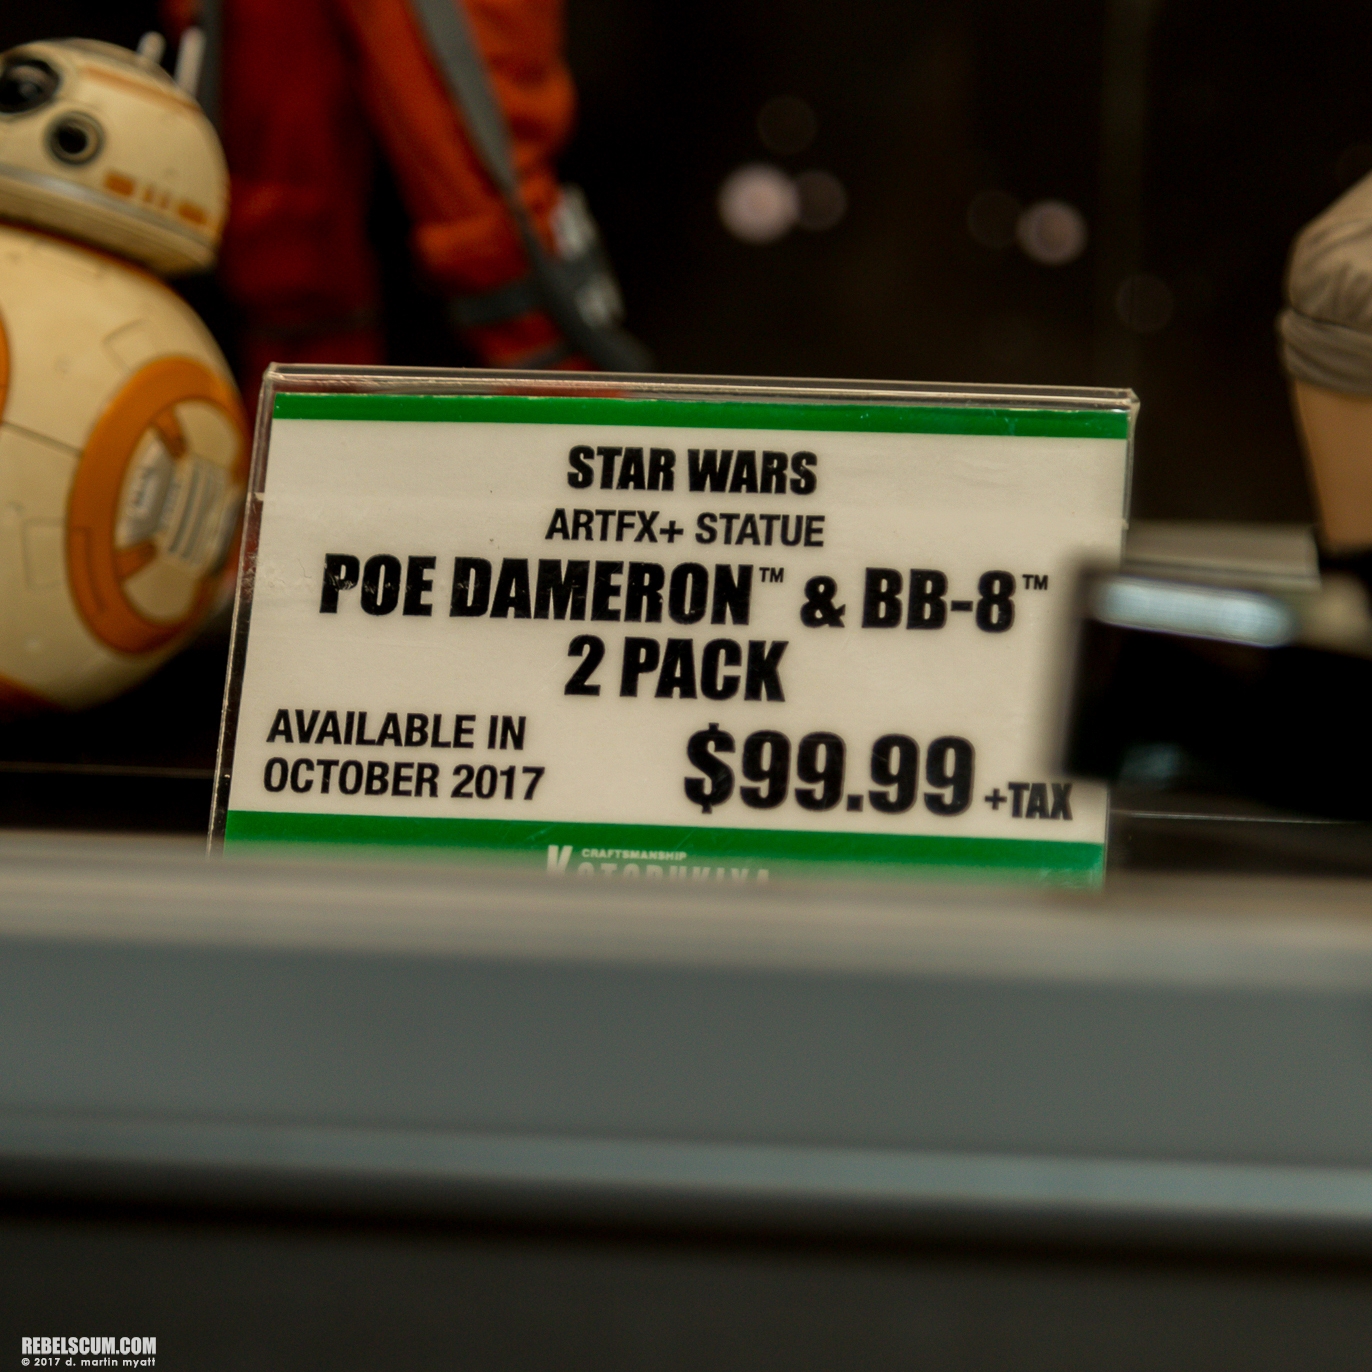 STAR WARS
ARTFX+ STATUE
POE DAMERON™ & BB-8™
2 PACK
AVAILABLE IN
OCTOBER 2017
$99.99 +TAX
CRAFTSMANSHIP
KOTOBUKIYA
REBELSCUM.COM
© 2017 d. martin myatt